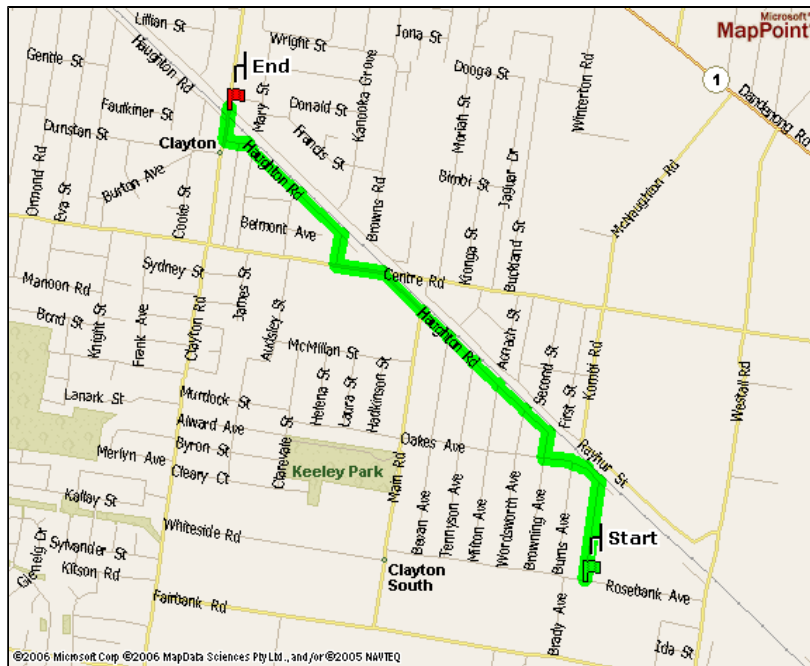 Lillian St
Microsoft®
MapPoint®
Wright St
Iona St
Gentle St
Haughton Rd
End
Dooga St
1
Dandenong Rd
Faulkiner St
Mary St
Donald St
Kanooka Grove
Moriah St
Winterton Rd
Dunstan St
Clayton
Francis St
Haughton Rd
Bimbi St
Jaguar Dr
McNaughton Rd
Ormond Rd
Eva St
Burton Ave
Cooke St
Belmont Ave
Browns Rd
Kionga St
Buckland St
Sydney St
Centre Rd
Manoon Rd
Bond St
Knight St
Frank Ave
Clayton Rd
James St
Audsley St
McMillan St
Haughton Rd
Aorrach St
Second St
First St
Kombi Rd
Westall Rd
Lanark St
Murdock St
Helena St
Laura St
Hadkinson St
Alward Ave
Oakes Ave
Merlyn Ave
Byron St
Cleary Ct
Clarevale St
Keeley Park
Main Rd
Rayhur St
Kallay St
Bevan Ave
Tennyson Ave
Milton Ave
Wordsworth Ave
Browning Ave
Burns Ave
Whiteside Rd
Start
Glenelg Dr
Sylvander St
Kitson Rd
Clayton
South
Rosebank Ave
Fairbank Rd
Brady Ave
Ida St
©2006 Microsoft Corp ©2006 MapData Sciences Pty Ltd., and/or ©2005 NAVTEQ